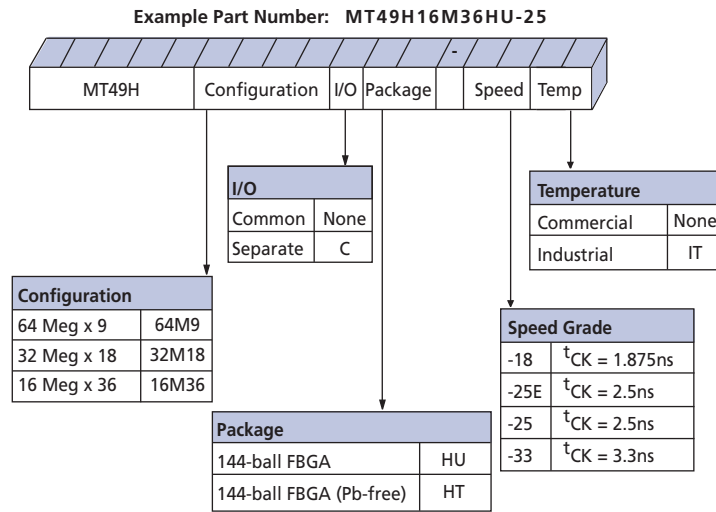 Example Part Number: MT49H16M36HU-25
-
MT49H Configuration I/O Package Speed Temp
I/O
Common None
Separate C
Temperature
Commercial None
Industrial IT
Configuration
64 Meg x 9 64M9
32 Meg x 18 32M18
16 Meg x 36 16M36
Speed Grade
-18 tCK = 1.875ns
-25E tCK = 2.5ns
-25 tCK = 2.5ns
-33 tCK = 3.3ns
Package
144-ball FBGA HU
144-ball FBGA (Pb-free) HT